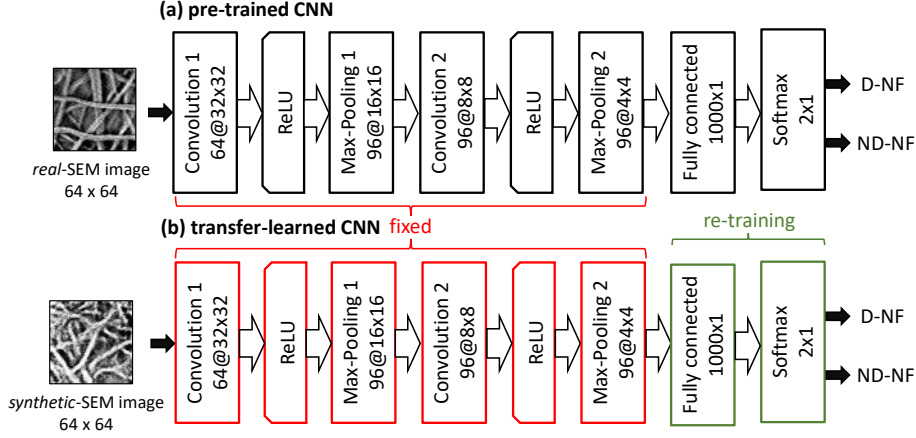 (a) pre-trained CNN
real-SEM image
64 x 64
Convolution 1
64@32x32
ReLU
Max-Pooling 1
96@16x16
Convolution 2
96@8x8
ReLU
Max-Pooling 2
96@4x4
Fully connected
1000x1
Softmax
2x1
D-NF
ND-NF
(b) transfer-learned CNN
fixed
re-training
synthetic-SEM image
64 x 64
Convolution 1
64@32x32
ReLU
Max-Pooling 1
96@16x16
Convolution 2
96@8x8
ReLU
Max-Pooling 2
96@4x4
Fully connected
1000x1
Softmax
2x1
D-NF
ND-NF